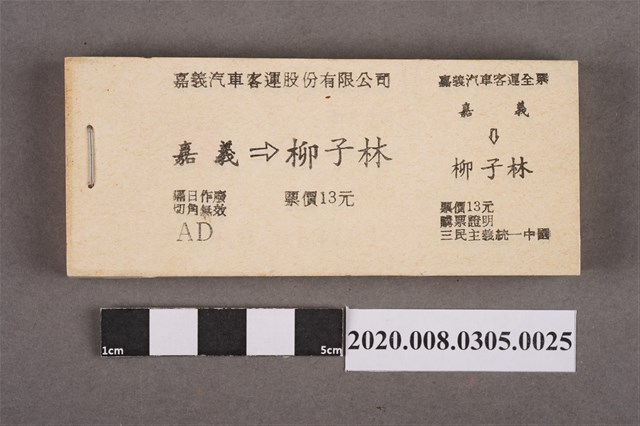 嘉義汽車客運股份有限公司
嘉義⇨柳子林
隔日作廢
切角無效
票價13元
AD
嘉義汽車客運全票
嘉義
⇩
柳子林
票價13元
購票證明
三民主義統一中國
1cm
5cm
2020.008.0305.0025